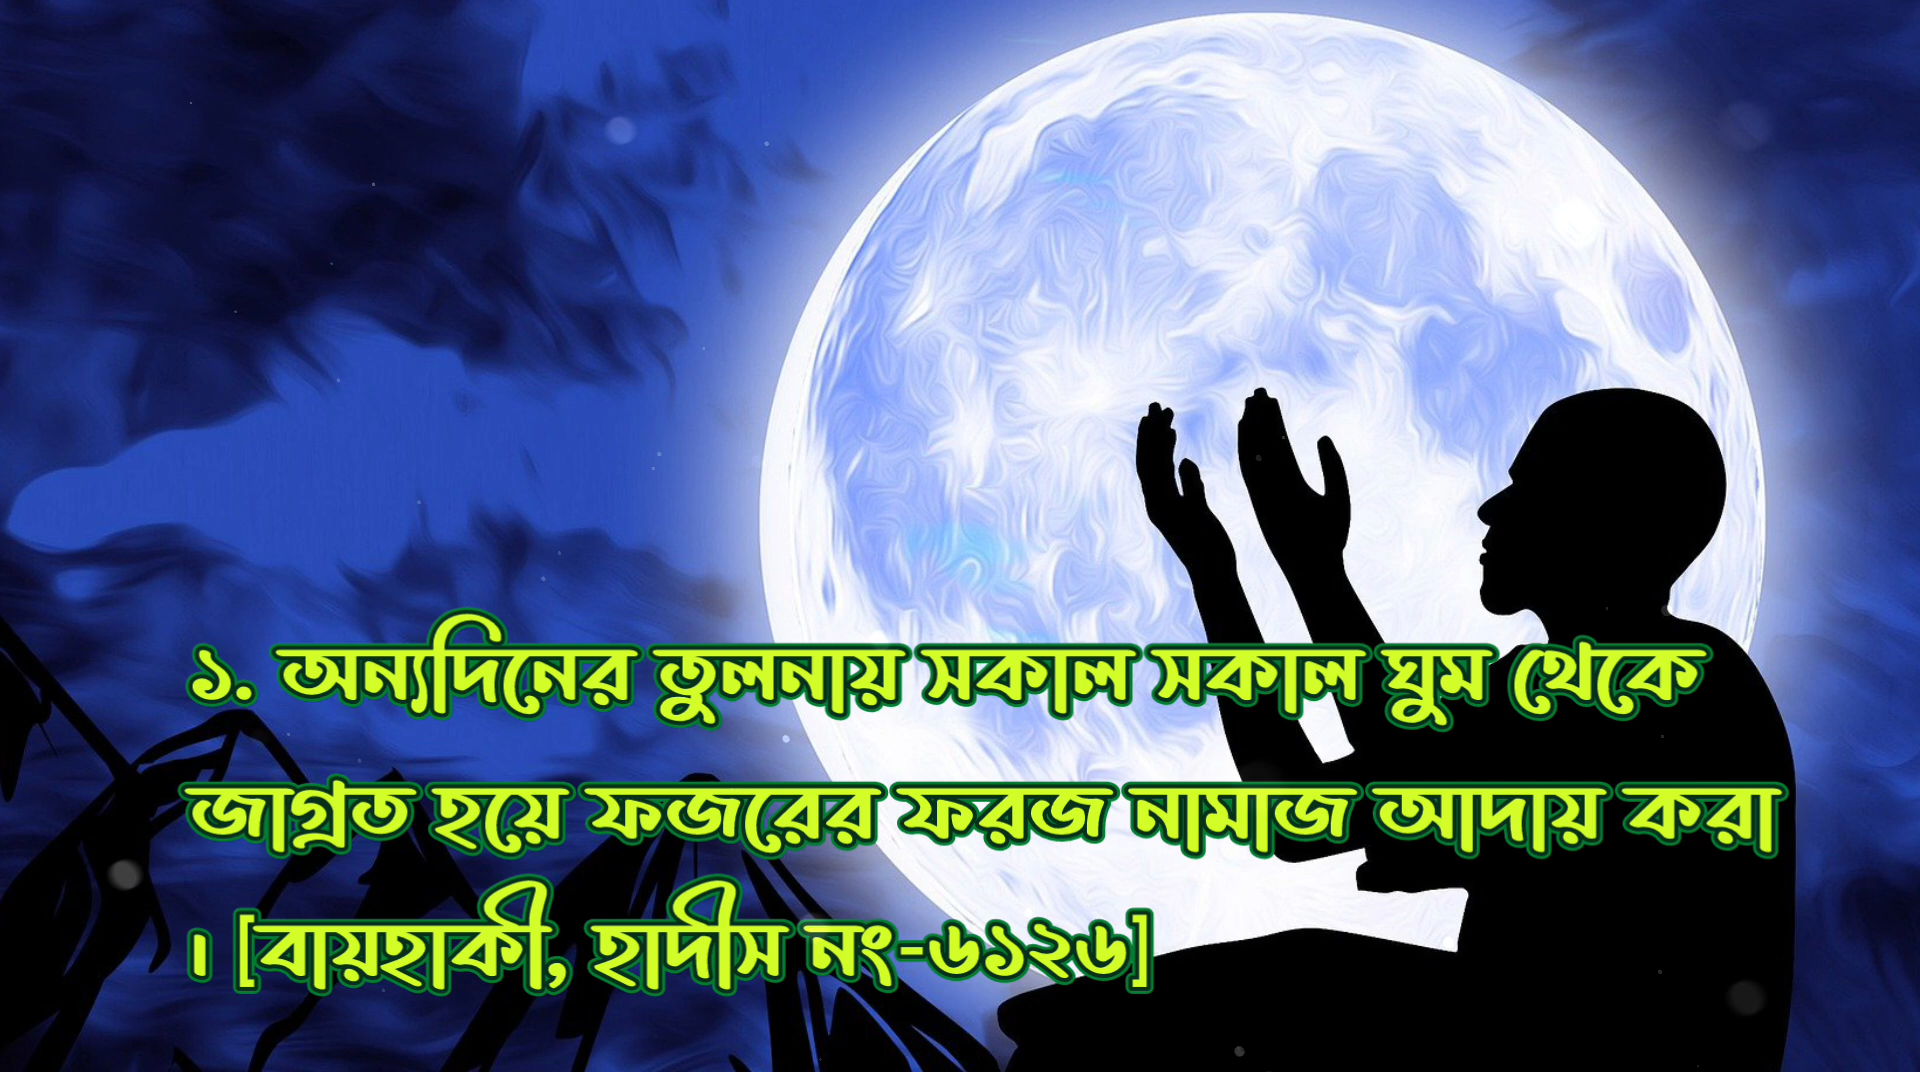 ১. অন্যদিনের তুলনায় সকাল সকাল ঘুম থেকে
জাগ্রত হয়ে ফজরের ফরজ নামাজ আদায় করা
। [বায়হাকী, হাদীস নং-৬১২৬]